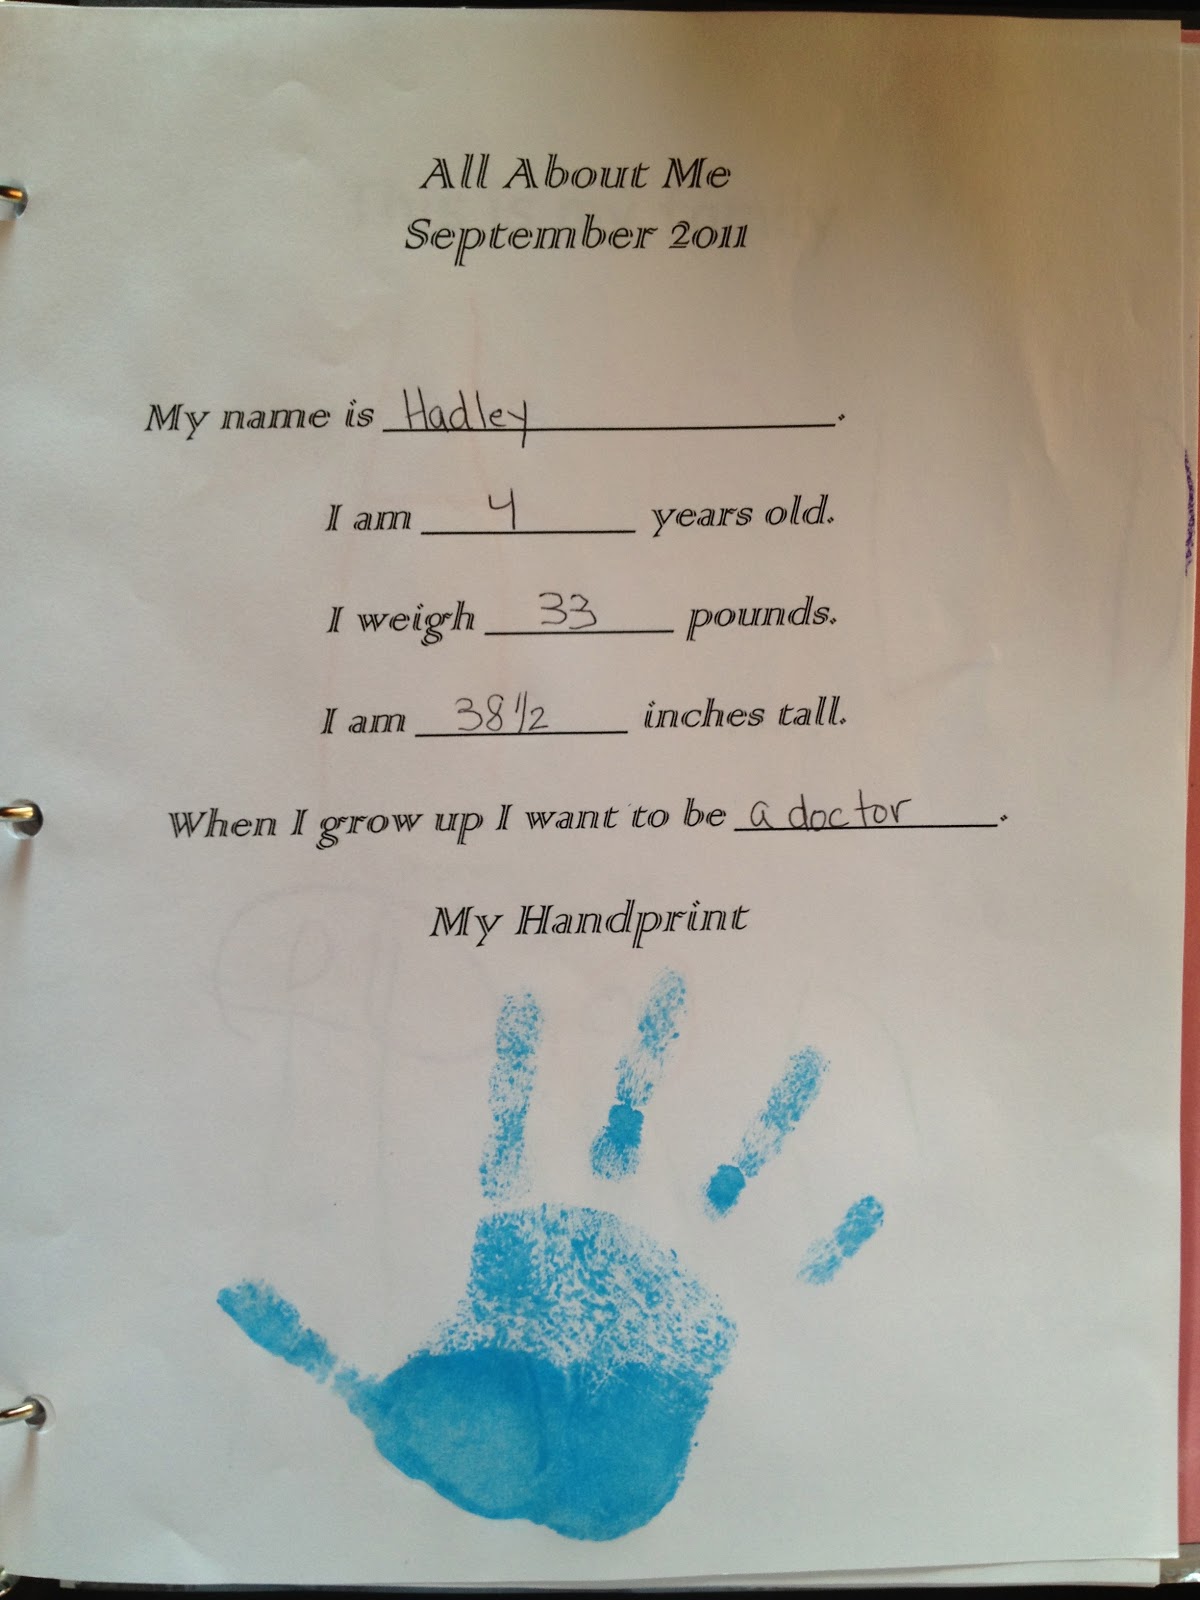 All About Me
September 2011
My name is Hadley.
I am 4 years old.
I weigh 33 pounds.
I am 38 1/2 inches tall.
When I grow up I want to be a doctor.
My Handprint